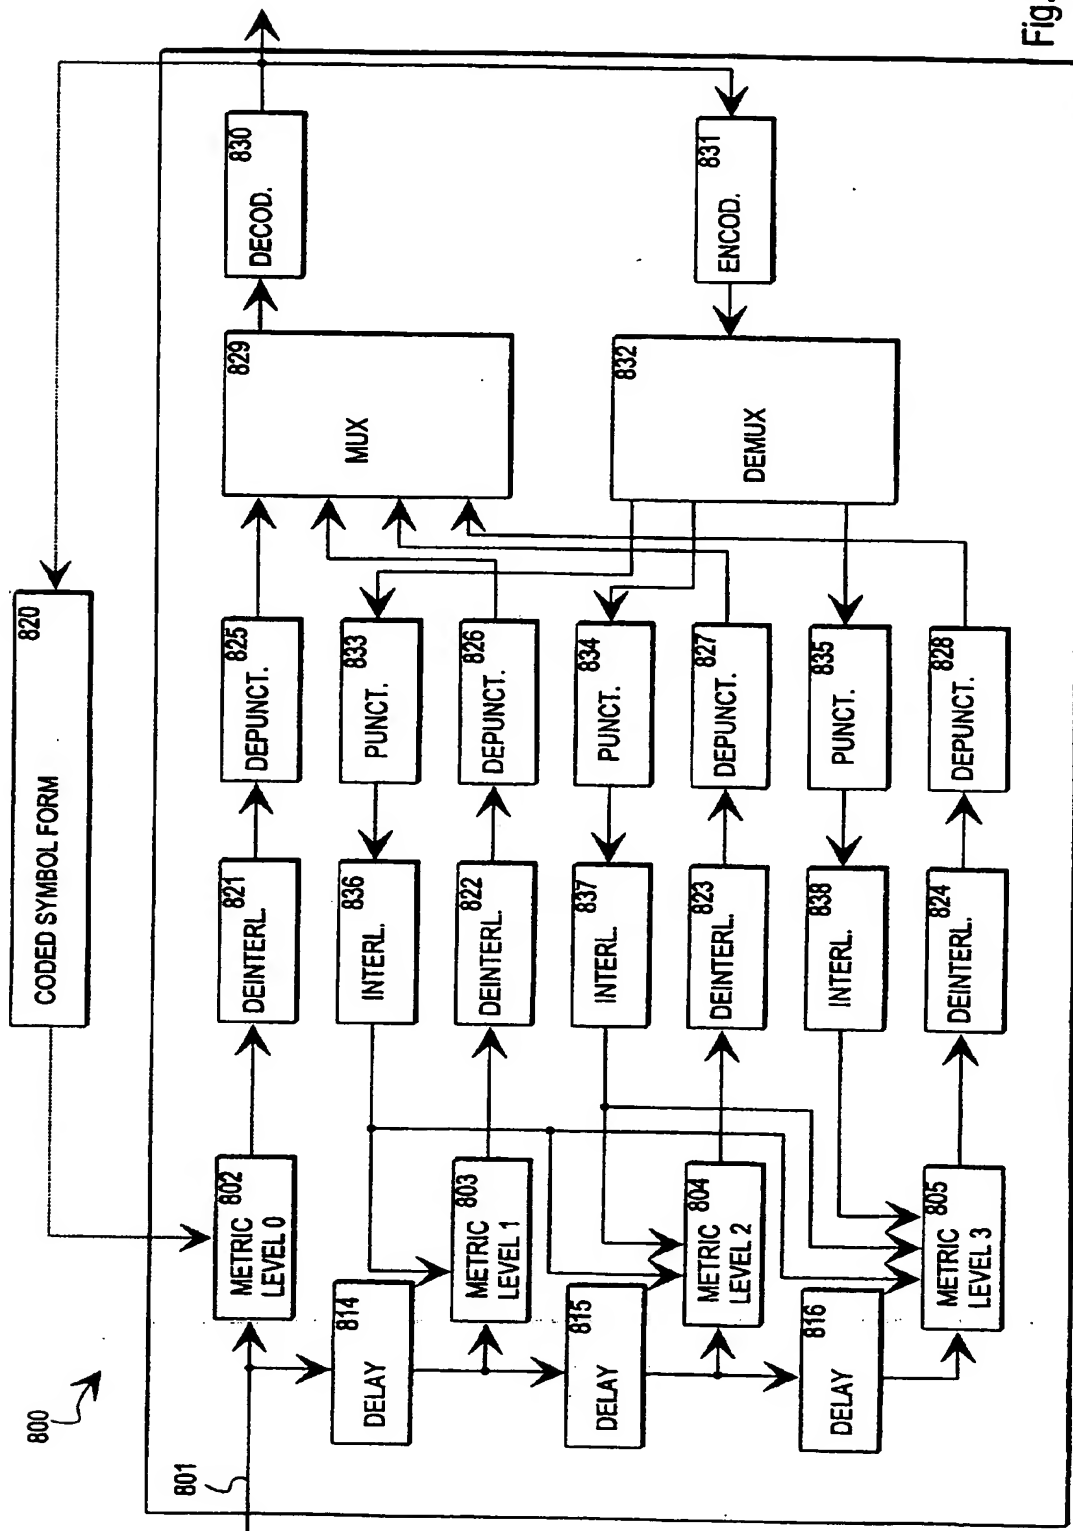 Fig.
800
801
820
CODED SYMBOL FORM
802
METRIC
LEVEL 0
821
DEINTERL.
825
DEPUNCT.
829
MUX
830
DECOD.
814
DELAY
836
INTERL.
833
PUNCT.
803
METRIC
LEVEL 1
822
DEINTERL.
826
DEPUNCT.
815
DELAY
837
INTERL.
834
PUNCT.
832
DEMUX
831
ENCOD.
804
METRIC
LEVEL 2
823
DEINTERL.
827
DEPUNCT.
816
DELAY
838
INTERL.
835
PUNCT.
805
METRIC
LEVEL 3
824
DEINTERL.
828
DEPUNCT.